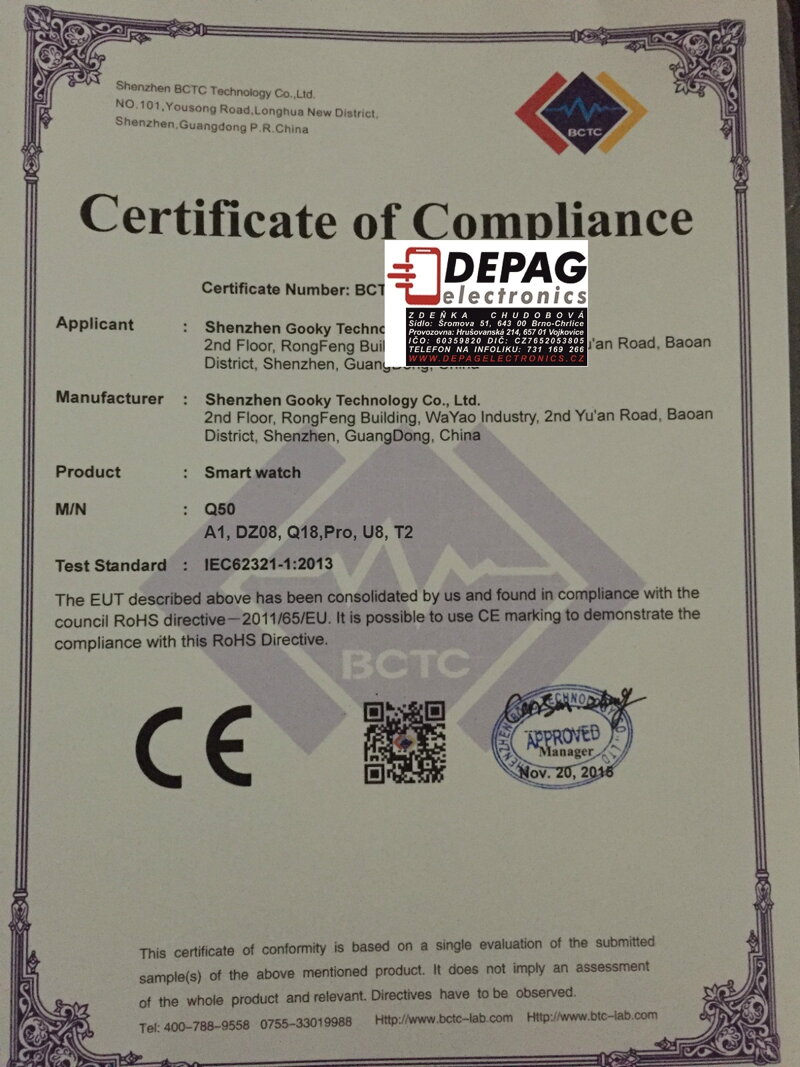 Shenzhen BCTC Technology Co.,Ltd.
NO.101,Yousong Road,Longhua New District,
Shenzhen,Guangdong P.R.China
BCTC
Certificate of Compliance
Certificate Number: BCT
DEPAG
electronics
ZDEŇKA CHUDOBOVÁ
Sídlo: Šromova 51, 643 00 Brno-Chrlice
Provozovna: Hrušovanská 214, 657 01 Vojkovice
IČO: 60359820 DIČ: CZ7652053805
TELEFON NA INFOLIKU: 731 169 266
WWW.DEPAGELECTRONICS.CZ
Applicant : Shenzhen Gooky Techno
2nd Floor, RongFeng Buil u'an Road, Baoan
District, Shenzhen, GuangDong, China
Manufacturer : Shenzhen Gooky Technology Co., Ltd.
2nd Floor, RongFeng Building, WaYao Industry, 2nd Yu'an Road, Baoan
District, Shenzhen, GuangDong, China
Product : Smart watch
M/N : Q50
A1, DZ08, Q18,Pro, U8, T2
Test Standard : IEC62321-1:2013
The EUT described above has been consolidated by us and found in compliance with the
council RoHS directive－2011/65/EU. It is possible to use CE marking to demonstrate the
compliance with this RoHS Directive.
BCTC
CE
APPROVED
Manager
Nov. 20, 2016
This certificate of conformity is based on a single evaluation of the submitted
sample(s) of the above mentioned product. It does not imply an assessment
of the whole product and relevant. Directives have to be observed.
Tel: 400-788-9558 0755-33019988 Http://www.bctc-lab.com Http://www.btc-lab.com